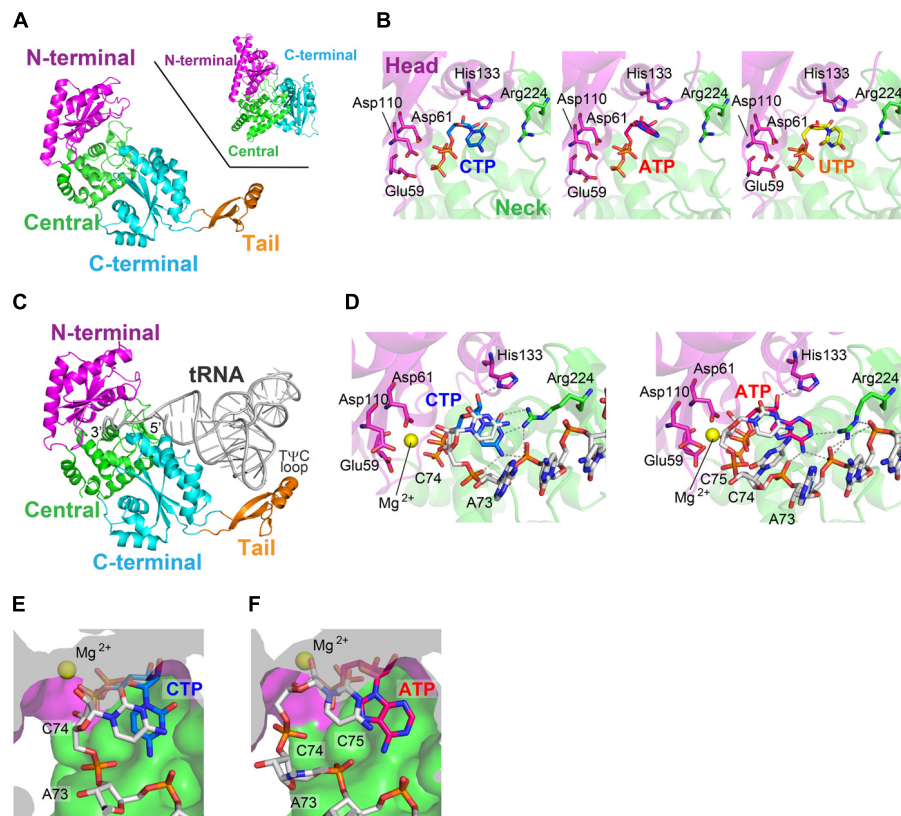 A
N-terminal
Central
C-terminal
Tail
N-terminal
C-terminal
Central
B
Head
His133
Arg224
Asp110
Asp61
Glu59
CTP
Neck
His133
Arg224
Asp110
Asp61
Glu59
ATP
His133
Arg224
Asp110
Asp61
Glu59
UTP
C
N-terminal
tRNA
3'
5'
TΨC
loop
Central
C-terminal
Tail
D
His133
Asp61
Arg224
Asp110
CTP
Glu59
C74
Mg2+
A73
His133
Asp61
Arg224
Asp110
ATP
Glu59
C75
Mg2+
C74
A73
E
Mg2+
CTP
C74
A73
F
Mg2+
ATP
C74
C75
A73